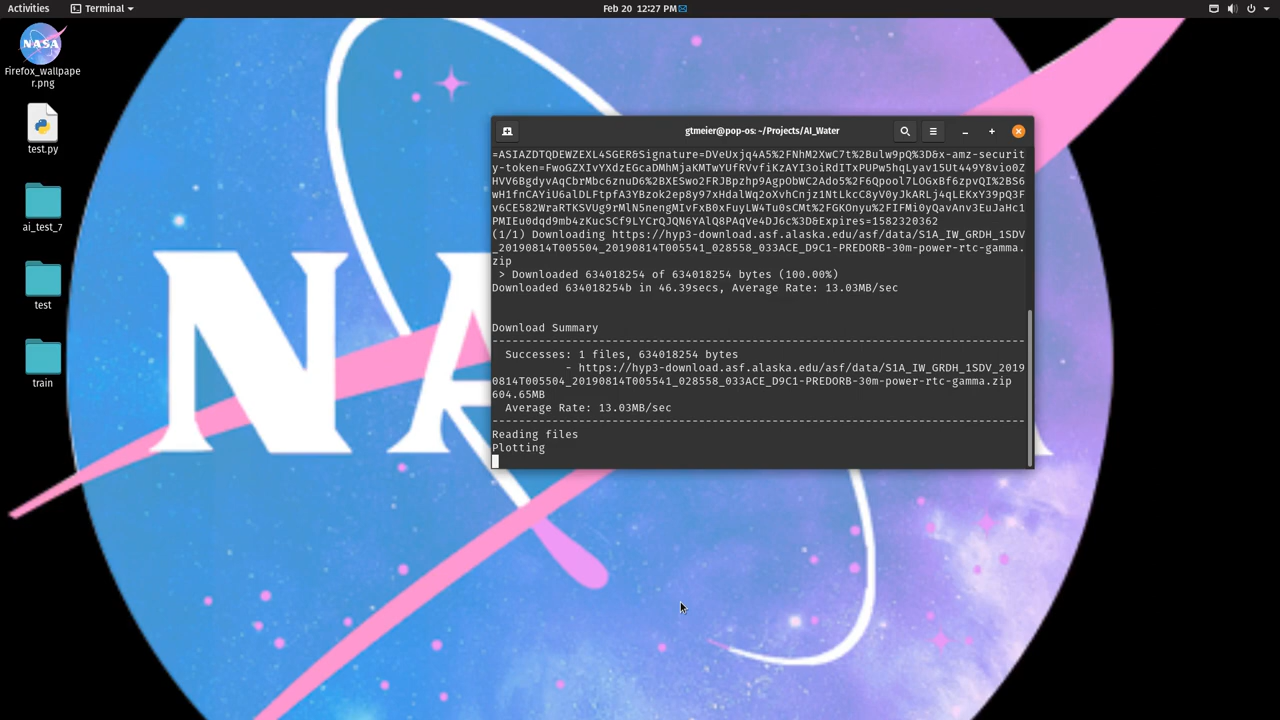 Activities
Terminal
Feb 20 12:27 PM
NASA
Firefox_wallpape
r.png
test.py
ai_test_7
test
train
NA
gtmeier@pop-os: ~/Projects/AI_Water
=ASIAZDTQDEWZEXL4SGER&Signature=DVeUxjq4A5%2FNhM2XwC7t%2Bulw9pQ%3D&x-amz-securit
y-token=FwoGZXIvYXdzEGcaDMhMjaKMTwYUfRVvfiKzAYI3oiRdITxPUPw5hqLyav15Ut449Y8vio0Z
HVV6BgdyvAqCbrMbc6znuD6%2BXESwo2FRJBpzhp9AgpObWC2Ado5%2F6Qpool7LOGxBf6zpvQI%2BS6
wH1fnCAYiU6alDLFtpfA3YBzok2ep8y97xHdalWq2oXvhCnjz1NtLkcC8yV0yJkARLj4qLEKxY39pQ3F
v6CE582WraRTKSVUg9rMlN5nengMIvFxB0xFuyLW4Tu0sCMt%2FGKOnyu%2FIFMi0yQavAnv3EuJaHc1
PMIEu0dqd9mb4zKucSCf9LYCrQJQN6YAlQ8PAqVe4DJ6c%3D6Expires=1582320362
(1/1) Downloading https://hyp3-download.asf.alaska.edu/asf/data/S1A_IW_GRDH_1SDV
_20190814T005504_20190814T005541_028558_033ACE_D9C1-PREDORB-30m-power-rtc-gamma.
zip
> Downloaded 634018254 of 634018254 bytes (100.00%)
Downloaded 634018254b in 46.39secs, Average Rate: 13.03MB/sec
Download Summary
--------------------------------------------------------------------------------
Successes: 1 files, 634018254 bytes
- https://hyp3-download.asf.alaska.edu/asf/data/S1A_IW_GRDH_1SDV_2019
0814T005504_20190814T005541_028558_033ACE_D9C1-PREDORB-30m-power-rtc-gamma.zip
604.65MB
Average Rate: 13.03MB/sec
--------------------------------------------------------------------------------
Reading files
Plotting